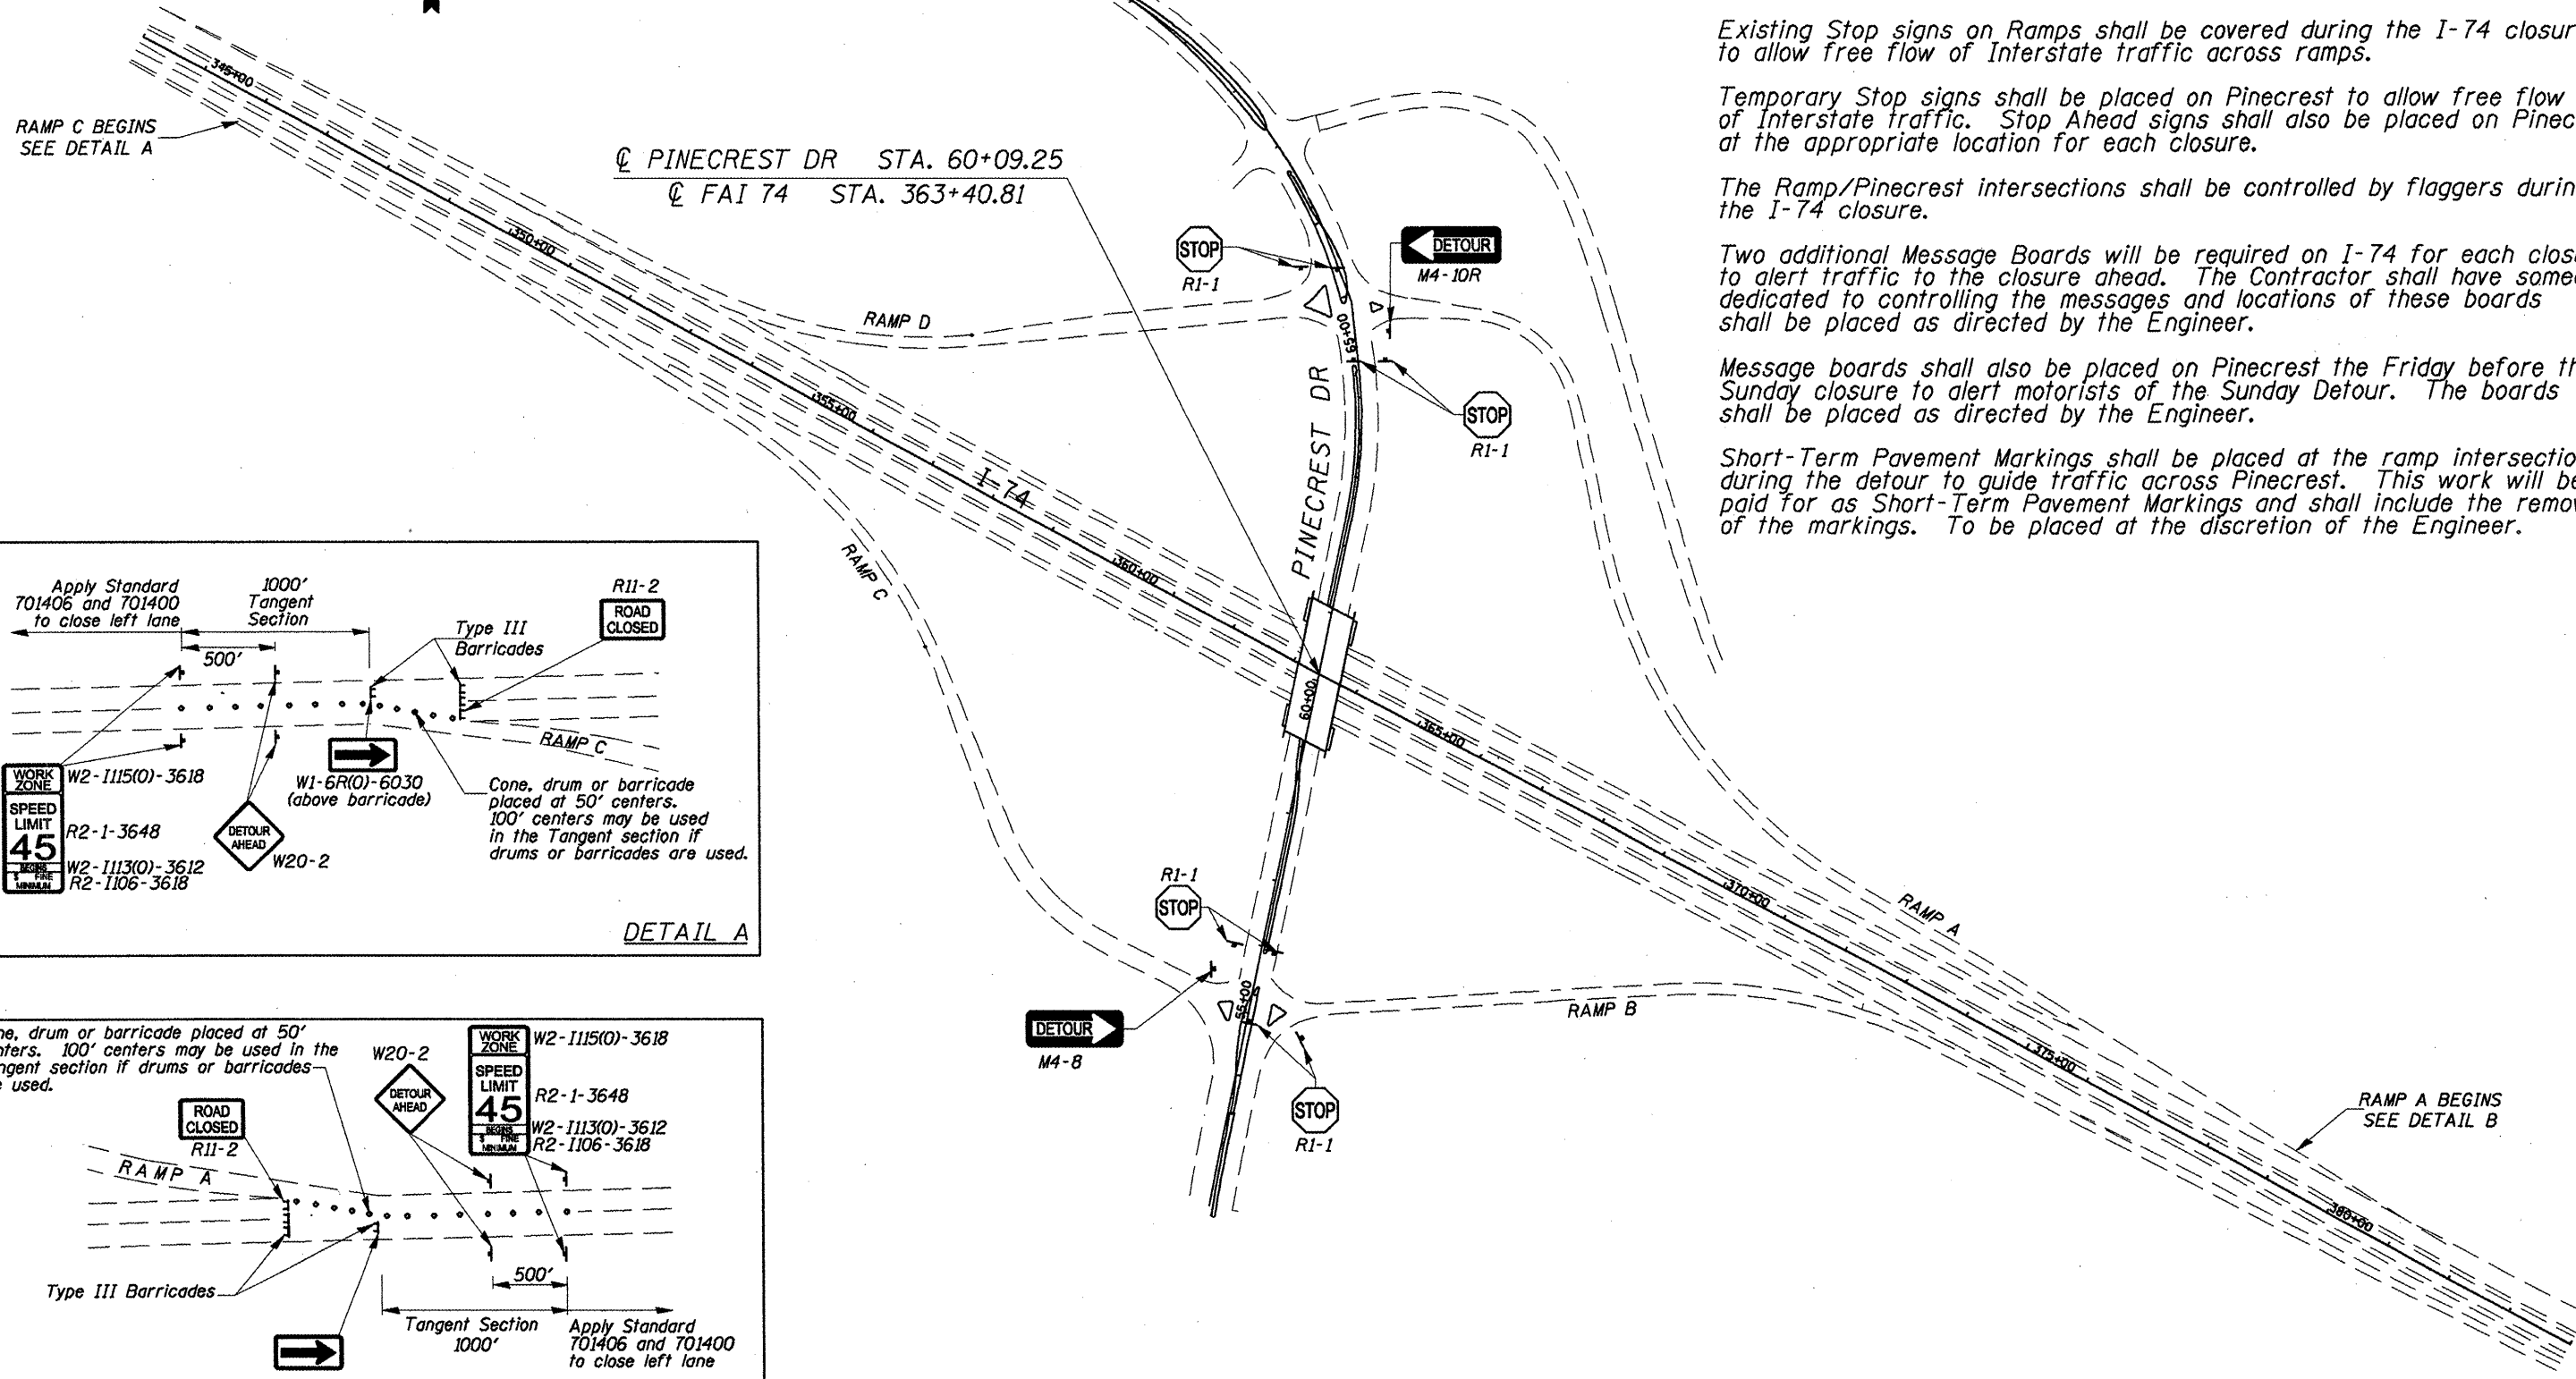 Existing Stop signs on Ramps shall be covered during the I-74
to allow free flow of Interstate traffic across ramps.
Temporary Stop signs shall be placed on Pinecrest to allow free flow
of Interstate traffic. Stop Ahead signs shall also be placed on
at the appropriate location for each closure.
The Ramp/Pinecrest intersections shall be controlled by flaggers
the I-74 closure.
Two additional Message Boards will be required on I-74 for each
to alert traffic to the closure ahead. The Contractor shall have
dedicated to controlling the messages and locations of these boards
shall be placed as directed by the Engineer.
Message boards shall also be placed on Pinecrest the Friday before
Sunday closure to alert motorists of the Sunday Detour. The boards
shall be placed as directed by the Engineer.
Short-Term Pavement Markings shall be placed at the ramp
during the detour to guide traffic across Pinecrest. This work will
paid for as Short-Term Pavement Markings and shall include the
of the markings. To be placed at the discretion of the Engineer.
RAMP C BEGINS
SEE DETAIL A
℄ PINECREST DR STA. 60+09.25
℄ FAI 74 STA. 363+40.81
345+00
350+00
355+00
360+00
365+00
370+00
375+00
380+00
I-74
STOP
R1-1
DETOUR
M4-10R
RAMP D
65+00
STOP
R1-1
PINECREST DR
RAMP C
60+00
R1-1
STOP
55+00
DETOUR
M4-8
STOP
R1-1
RAMP B
RAMP A
RAMP A BEGINS
SEE DETAIL B
Apply Standard
701406 and 701400
to close left lane
1000'
Tangent
Section
500'
Type III
Barricades
R11-2
ROAD
CLOSED
RAMP C
W1-6R(O)-6030
(above barricade)
Cone, drum or barricade
placed at 50' centers.
100' centers may be used
in the Tangent section if
drums or barricades are used.
WORK
ZONE
W2-I115(O)-3618
SPEED
LIMIT
45
R2-1-3648
BEGINS
W2-I113(O)-3612
$ FINE
MINIMUM
R2-I106-3618
DETOUR
AHEAD
W20-2
DETAIL A
drum or barricade placed at 50'
100' centers may be used in the
section if drums or barricades
used.
W20-2
DETOUR
AHEAD
WORK
ZONE
W2-I115(O)-3618
SPEED
LIMIT
45
R2-1-3648
BEGINS
W2-I113(O)-3612
$ FINE
MINIMUM
R2-I106-3618
ROAD
CLOSED
R11-2
RAMP A
Type III Barricades
500'
Tangent Section
1000'
Apply Standard
701406 and 701400
to close left lane